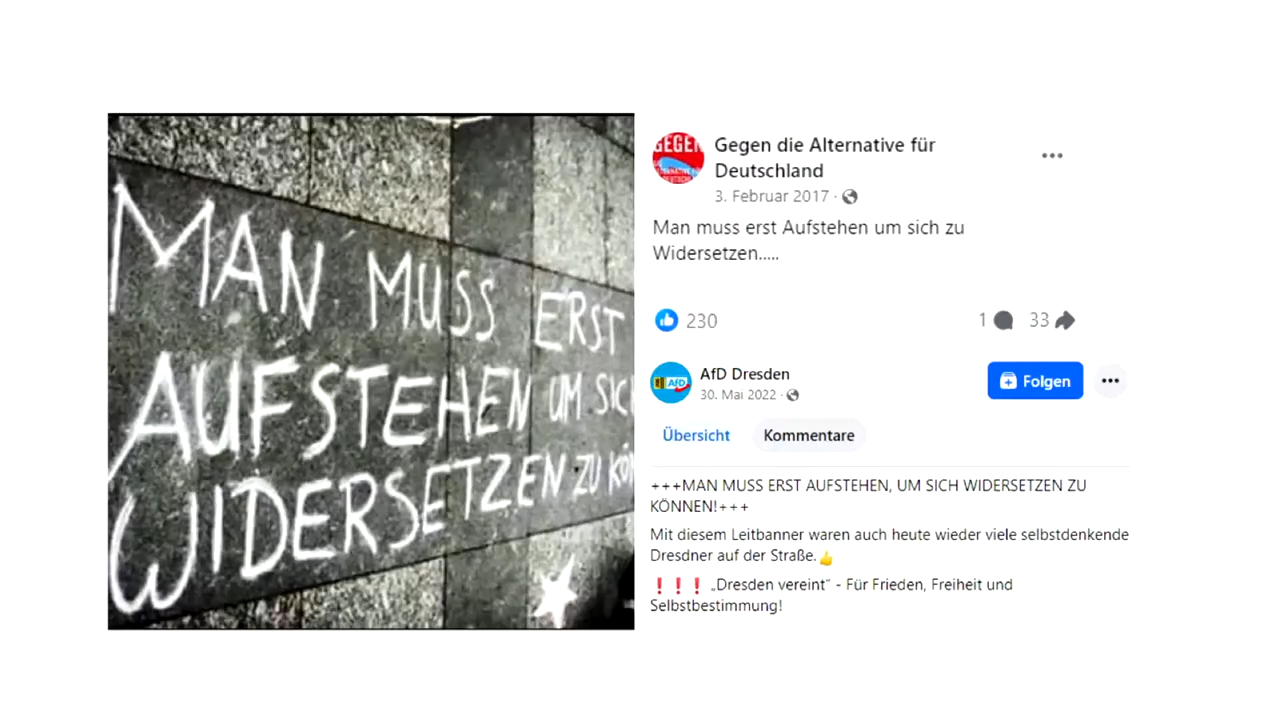 MAN MUSS ERST
AUFSTEHEN UM
WIDERSETZEN ZU
Gegen die Alternative für
Deutschland
3. Februar 2017
Man muss erst Aufstehen um sich zu
Widersetzen.....
230
1 33
AfD Dresden
30. Mai 2022
Folgen
Übersicht Kommentare
+++MAN MUSS ERST AUFSTEHEN, UM SICH WIDERSETZEN ZU
KÖNNEN!+++
Mit diesem Leitbanner waren auch heute wieder viele selbstdenkende
Dresdner auf der Straße.👍
❗❗❗ „Dresden vereint" - Für Frieden, Freiheit und
Selbstbestimmung!